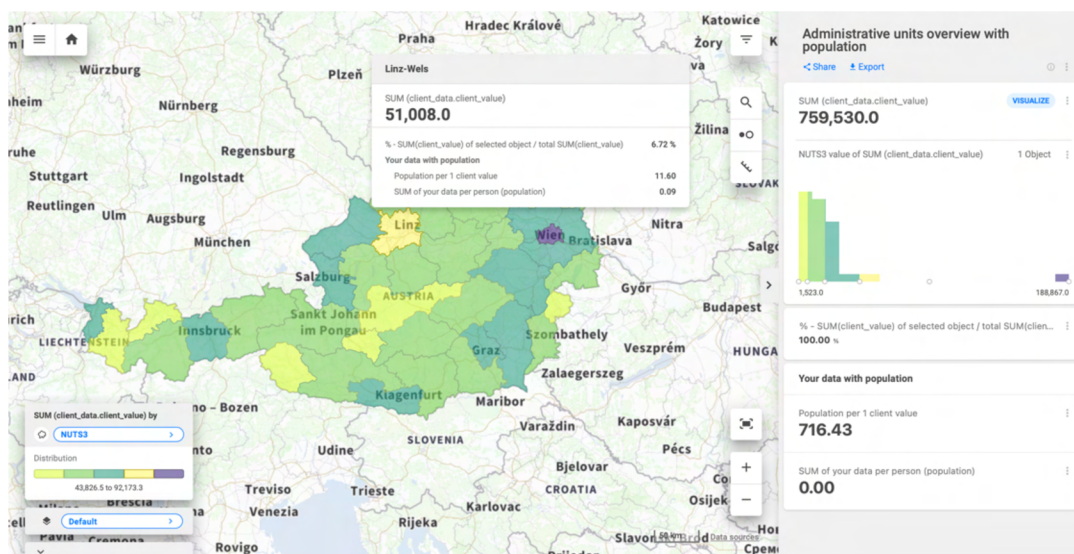 Hradec Králové
Katowice
Praha
Żory
Würzburg
Plzeň
Nürnberg
Žilina
Regensburg
Stuttgart
Ingolstadt
Reutlingen
Ulm
Augsburg
München
Linz
Wien
Bratislava
Nitra
Salzburg
AUSTRIA
Győr
Sankt Johann
im Pongau
Budapest
Innsbruck
LIECHTENSTEIN
Szombathely
Veszprém
Graz
Zalaegerszeg
Klagenfurt
Maribor
Bozen
Varaždin
Kaposvár
SLOVENIA
Pécs
Udine
Bjelovar
CROATIA
Treviso
Trieste
Osijek
Venezia
Karlovac
Rijeka
Rovigo
Brescia
Pavia
Cremona
Data sources
Linz-Wels
SUM (client_data.client_value)
51,008.0
% - SUM(client_value) of selected object / total SUM(client_value) 6.72 %
Your data with population
Population per 1 client value 11.60
SUM of your data per person (population) 0.09
SUM (client_data.client_value) by
NUTS3
Distribution
43,826.5 to 92,173.3
Default
Administrative units overview with
population
Share Export
SUM (client_data.client_value) VISUALIZE
759,530.0
NUTS3 value of SUM (client_data.client_value) 1 Object
1,523.0 188,867.0
% - SUM(client_value) of selected object / total SUM(clien...
100.00 %
Your data with population
Population per 1 client value
716.43
SUM of your data per person (population)
0.00